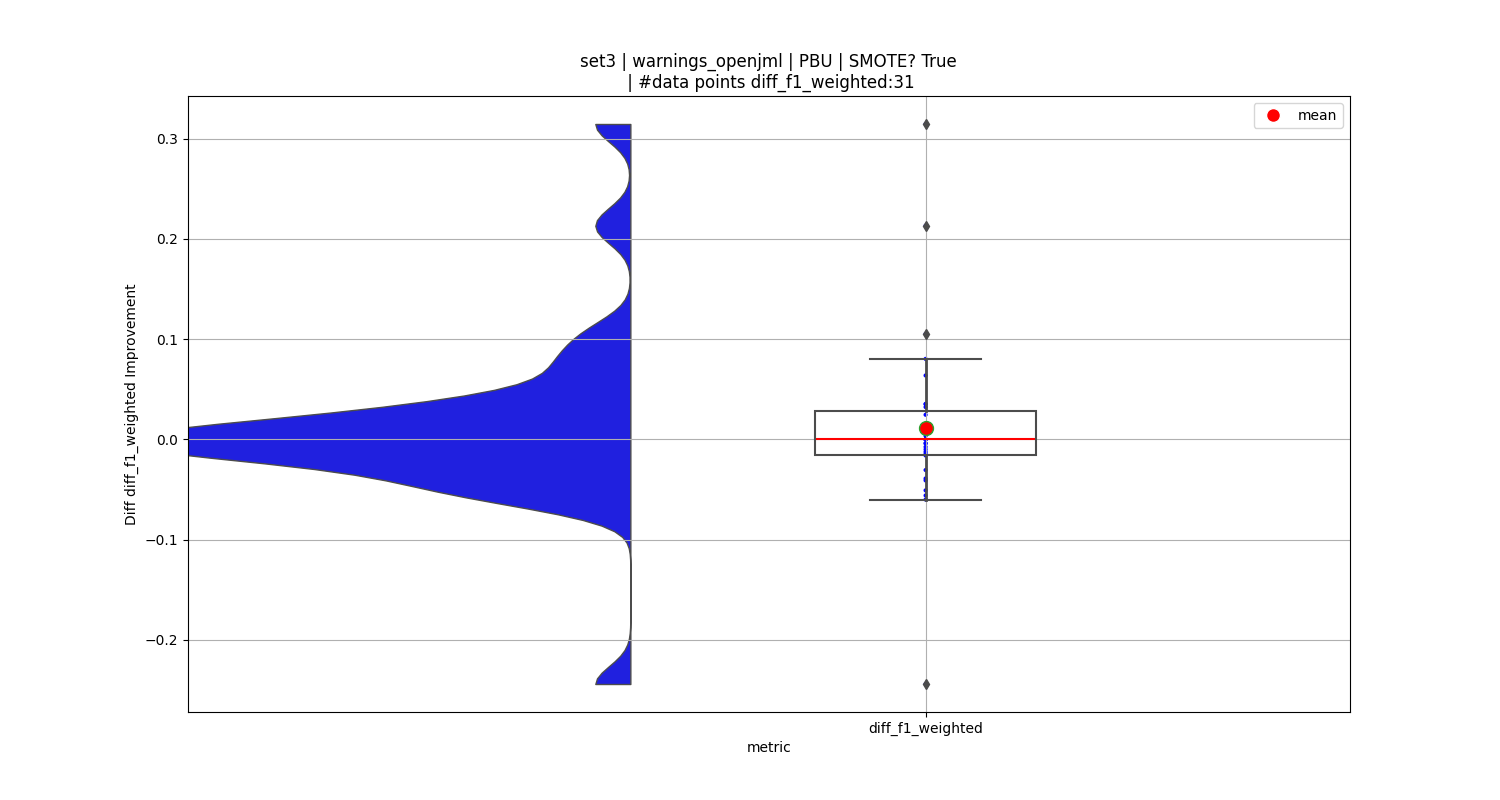 set3 | warnings_openjml | PBU | SMOTE? True
| #data points diff_f1_weighted:31
mean
0.3
0.2
0.1
0.0
−0.1
−0.2
Diff diff_f1_weighted Improvement
diff_f1_weighted
metric